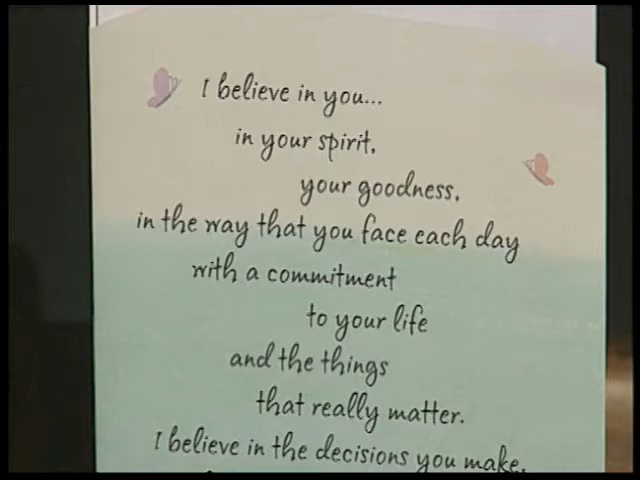 I believe in you...
in your spirit,
your goodness,
in the way that you face each day
with a commitment
to your life
and the things
that really matter.
I believe in the decisions you make,